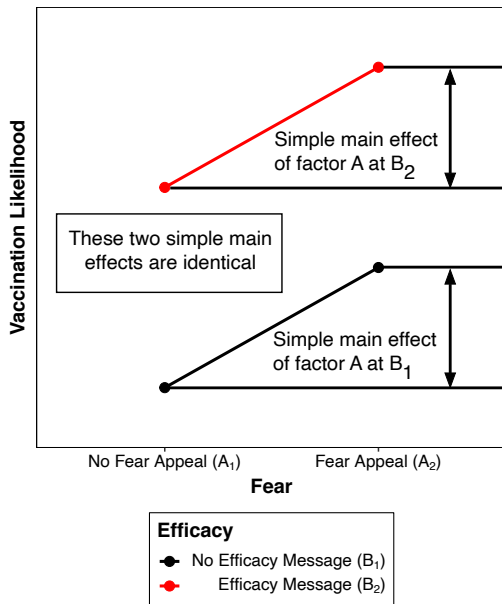 Vaccination Likelihood
Simple main effect
of factor A at B2
These two simple main
effects are identical
Simple main effect
of factor A at B1
No Fear Appeal (A1)
Fear Appeal (A2)
Fear
Efficacy
No Efficacy Message (B1)
Efficacy Message (B2)